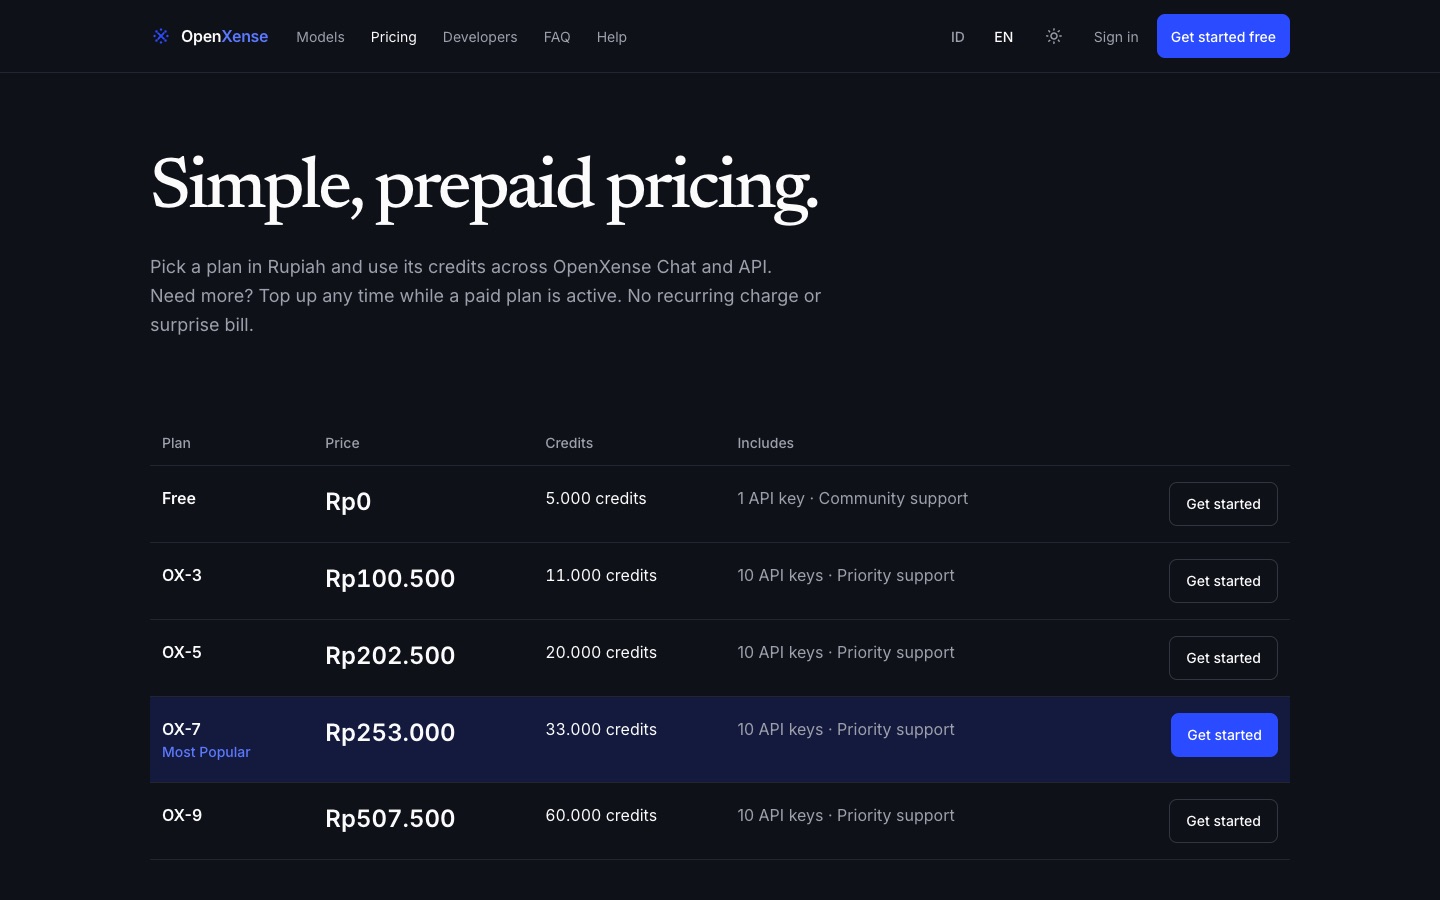 OpenXense Models Pricing Developers FAQ Help ID EN Sign in Get started free
Simple, prepaid pricing.
Pick a plan in Rupiah and use its credits across OpenXense Chat and API.
Need more? Top up any time while a paid plan is active. No recurring charge or
surprise bill.
Plan Price Credits Includes
Free Rp0 5.000 credits 1 API key · Community support Get started
OX-3 Rp100.500 11.000 credits 10 API keys · Priority support Get started
OX-5 Rp202.500 20.000 credits 10 API keys · Priority support Get started
OX-7 Rp253.000 33.000 credits 10 API keys · Priority support Get started
Most Popular
OX-9 Rp507.500 60.000 credits 10 API keys · Priority support Get started